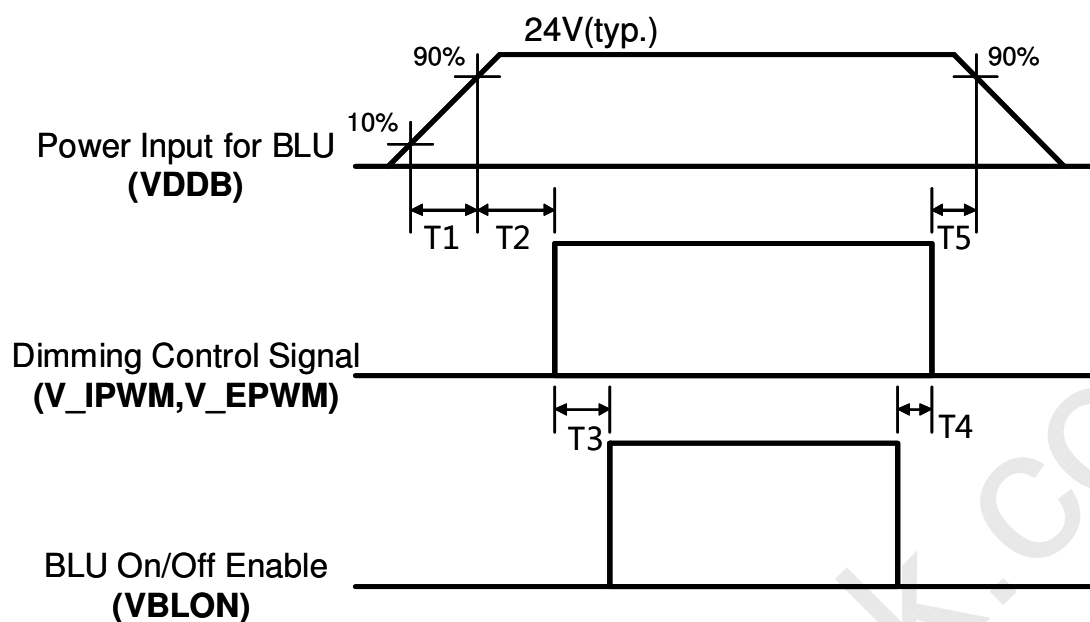 24V(typ.)
90%
90%
10%
Power Input for BLU
(VDDB)
T1
T2
T5
Dimming Control Signal
(V_IPWM,V_EPWM)
T3
T4
BLU On/Off Enable
(VBLON)
k.co